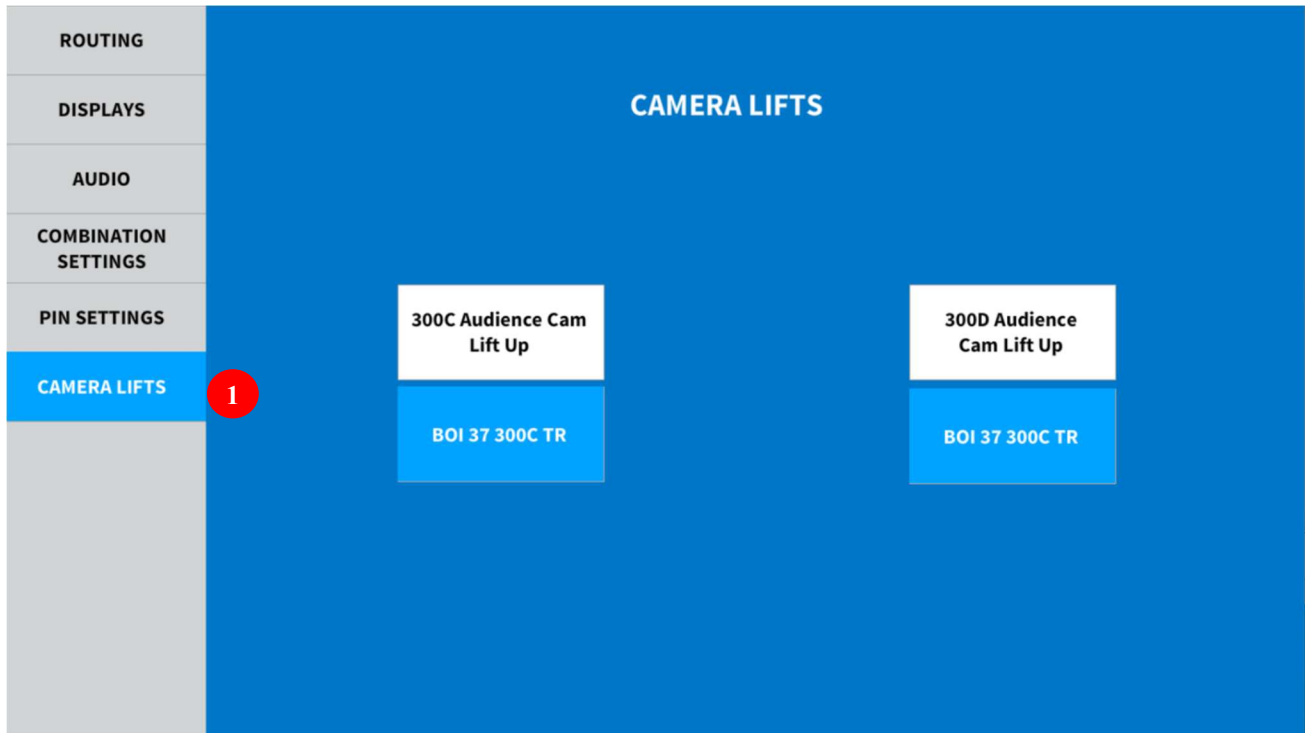 ROUTING
DISPLAYS
AUDIO
COMBINATION
SETTINGS
PIN SETTINGS
CAMERA LIFTS
1
CAMERA LIFTS
300C Audience Cam
Lift Up
BOI 37 300C TR
300D Audience
Cam Lift Up
BOI 37 300C TR